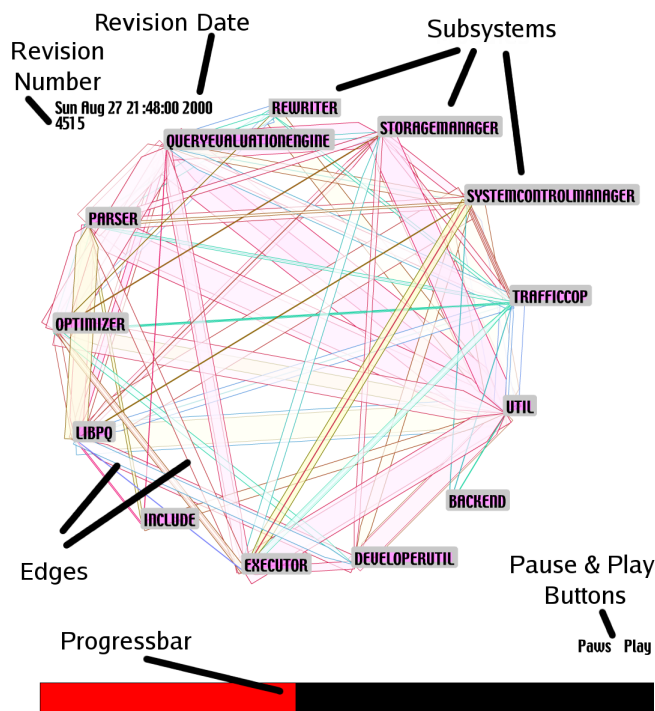 Revision Date
Subsystems
Revision
Number
Sun Aug 27 21:48:00 2000
4515
REWRITER
STORAGEMANAGER
QUERYEVALUATIONENGINE
SYSTEMCONTROLMANAGER
PARSER
TRAFFICCOP
OPTIMIZER
UTIL
LIBPQ
BACKEND
INCLUDE
EXECUTOR
DEVELOPERUTIL
Edges
Pause & Play
Buttons
Paws Play
Progressbar